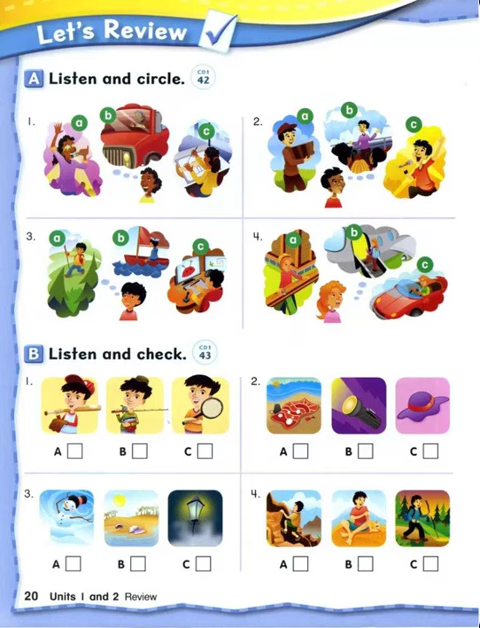 Let's Review
A Listen and circle. CD1 42
1. a b c
2. a b c
3. a b c
4. a b c
B Listen and check. CD1 43
1.
A B C
2.
A B C
3.
A B C
4.
A B C
20 Units 1 and 2 Review